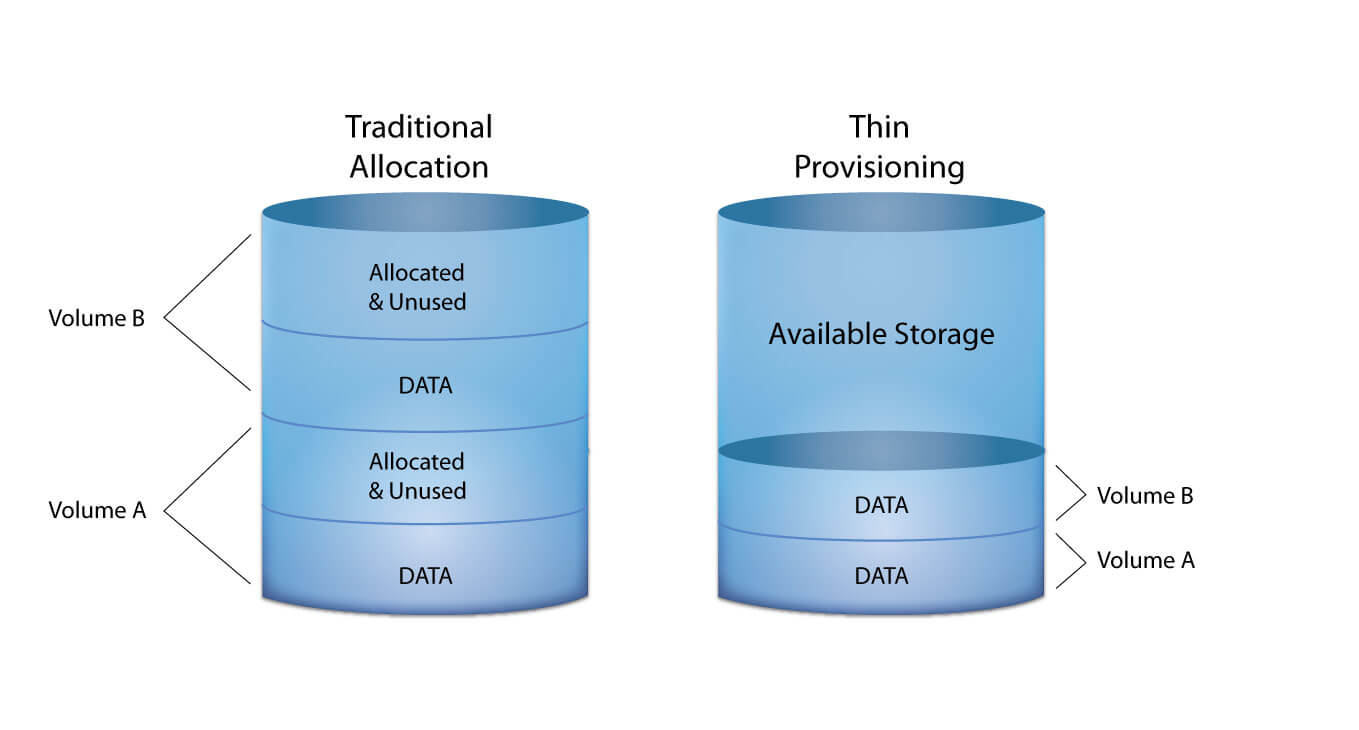 Traditional
Allocation
Allocated
& Unused
Volume B
DATA
Allocated
& Unused
Volume A
DATA
Thin
Provisioning
Available Storage
DATA
Volume B
DATA
Volume A